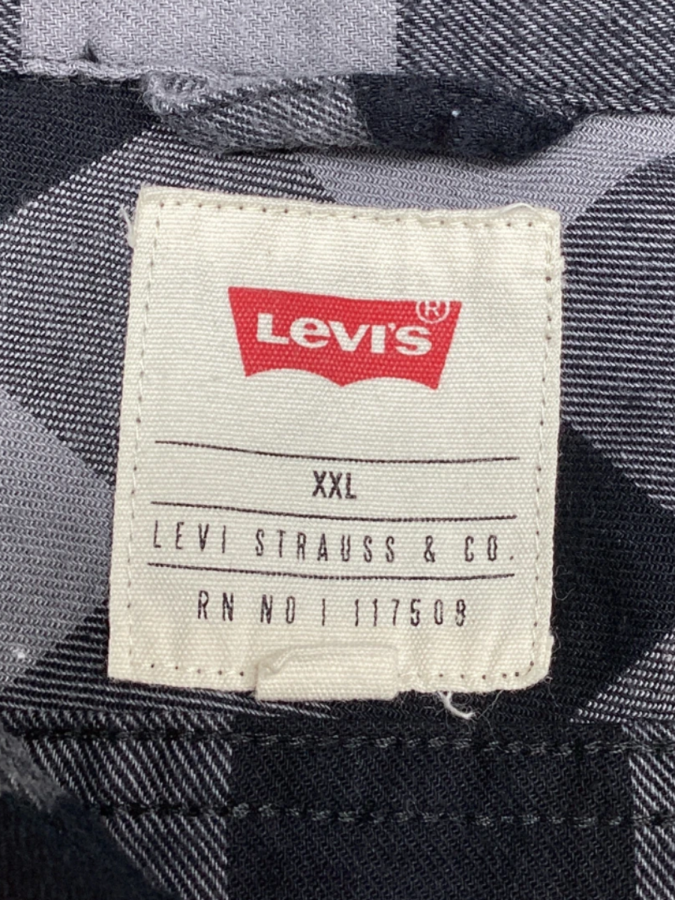 Levi's®
XXL
LEVI STRAUSS & CO.
RN NO | 117508